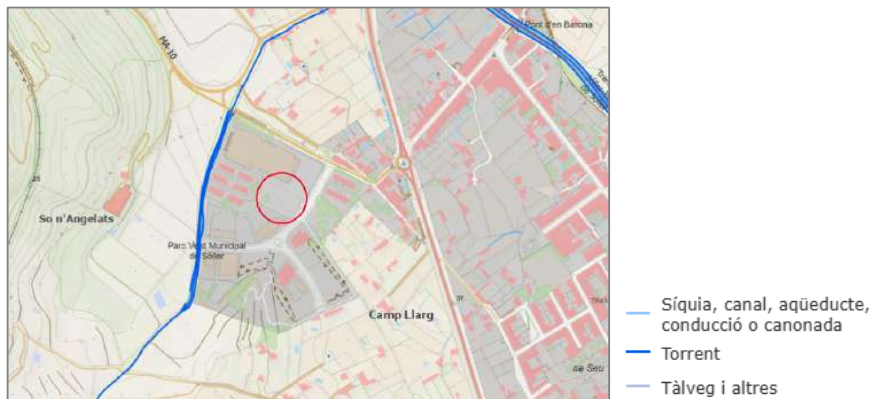 Pont d'en Barona
MA-10
So n'Angelats
Parc Verd Municipal
de Sóller
Camp Llarg
se Seu
Síquia, canal, aqüeducte,
conducció o canonada
Torrent
Tàlveg i altres